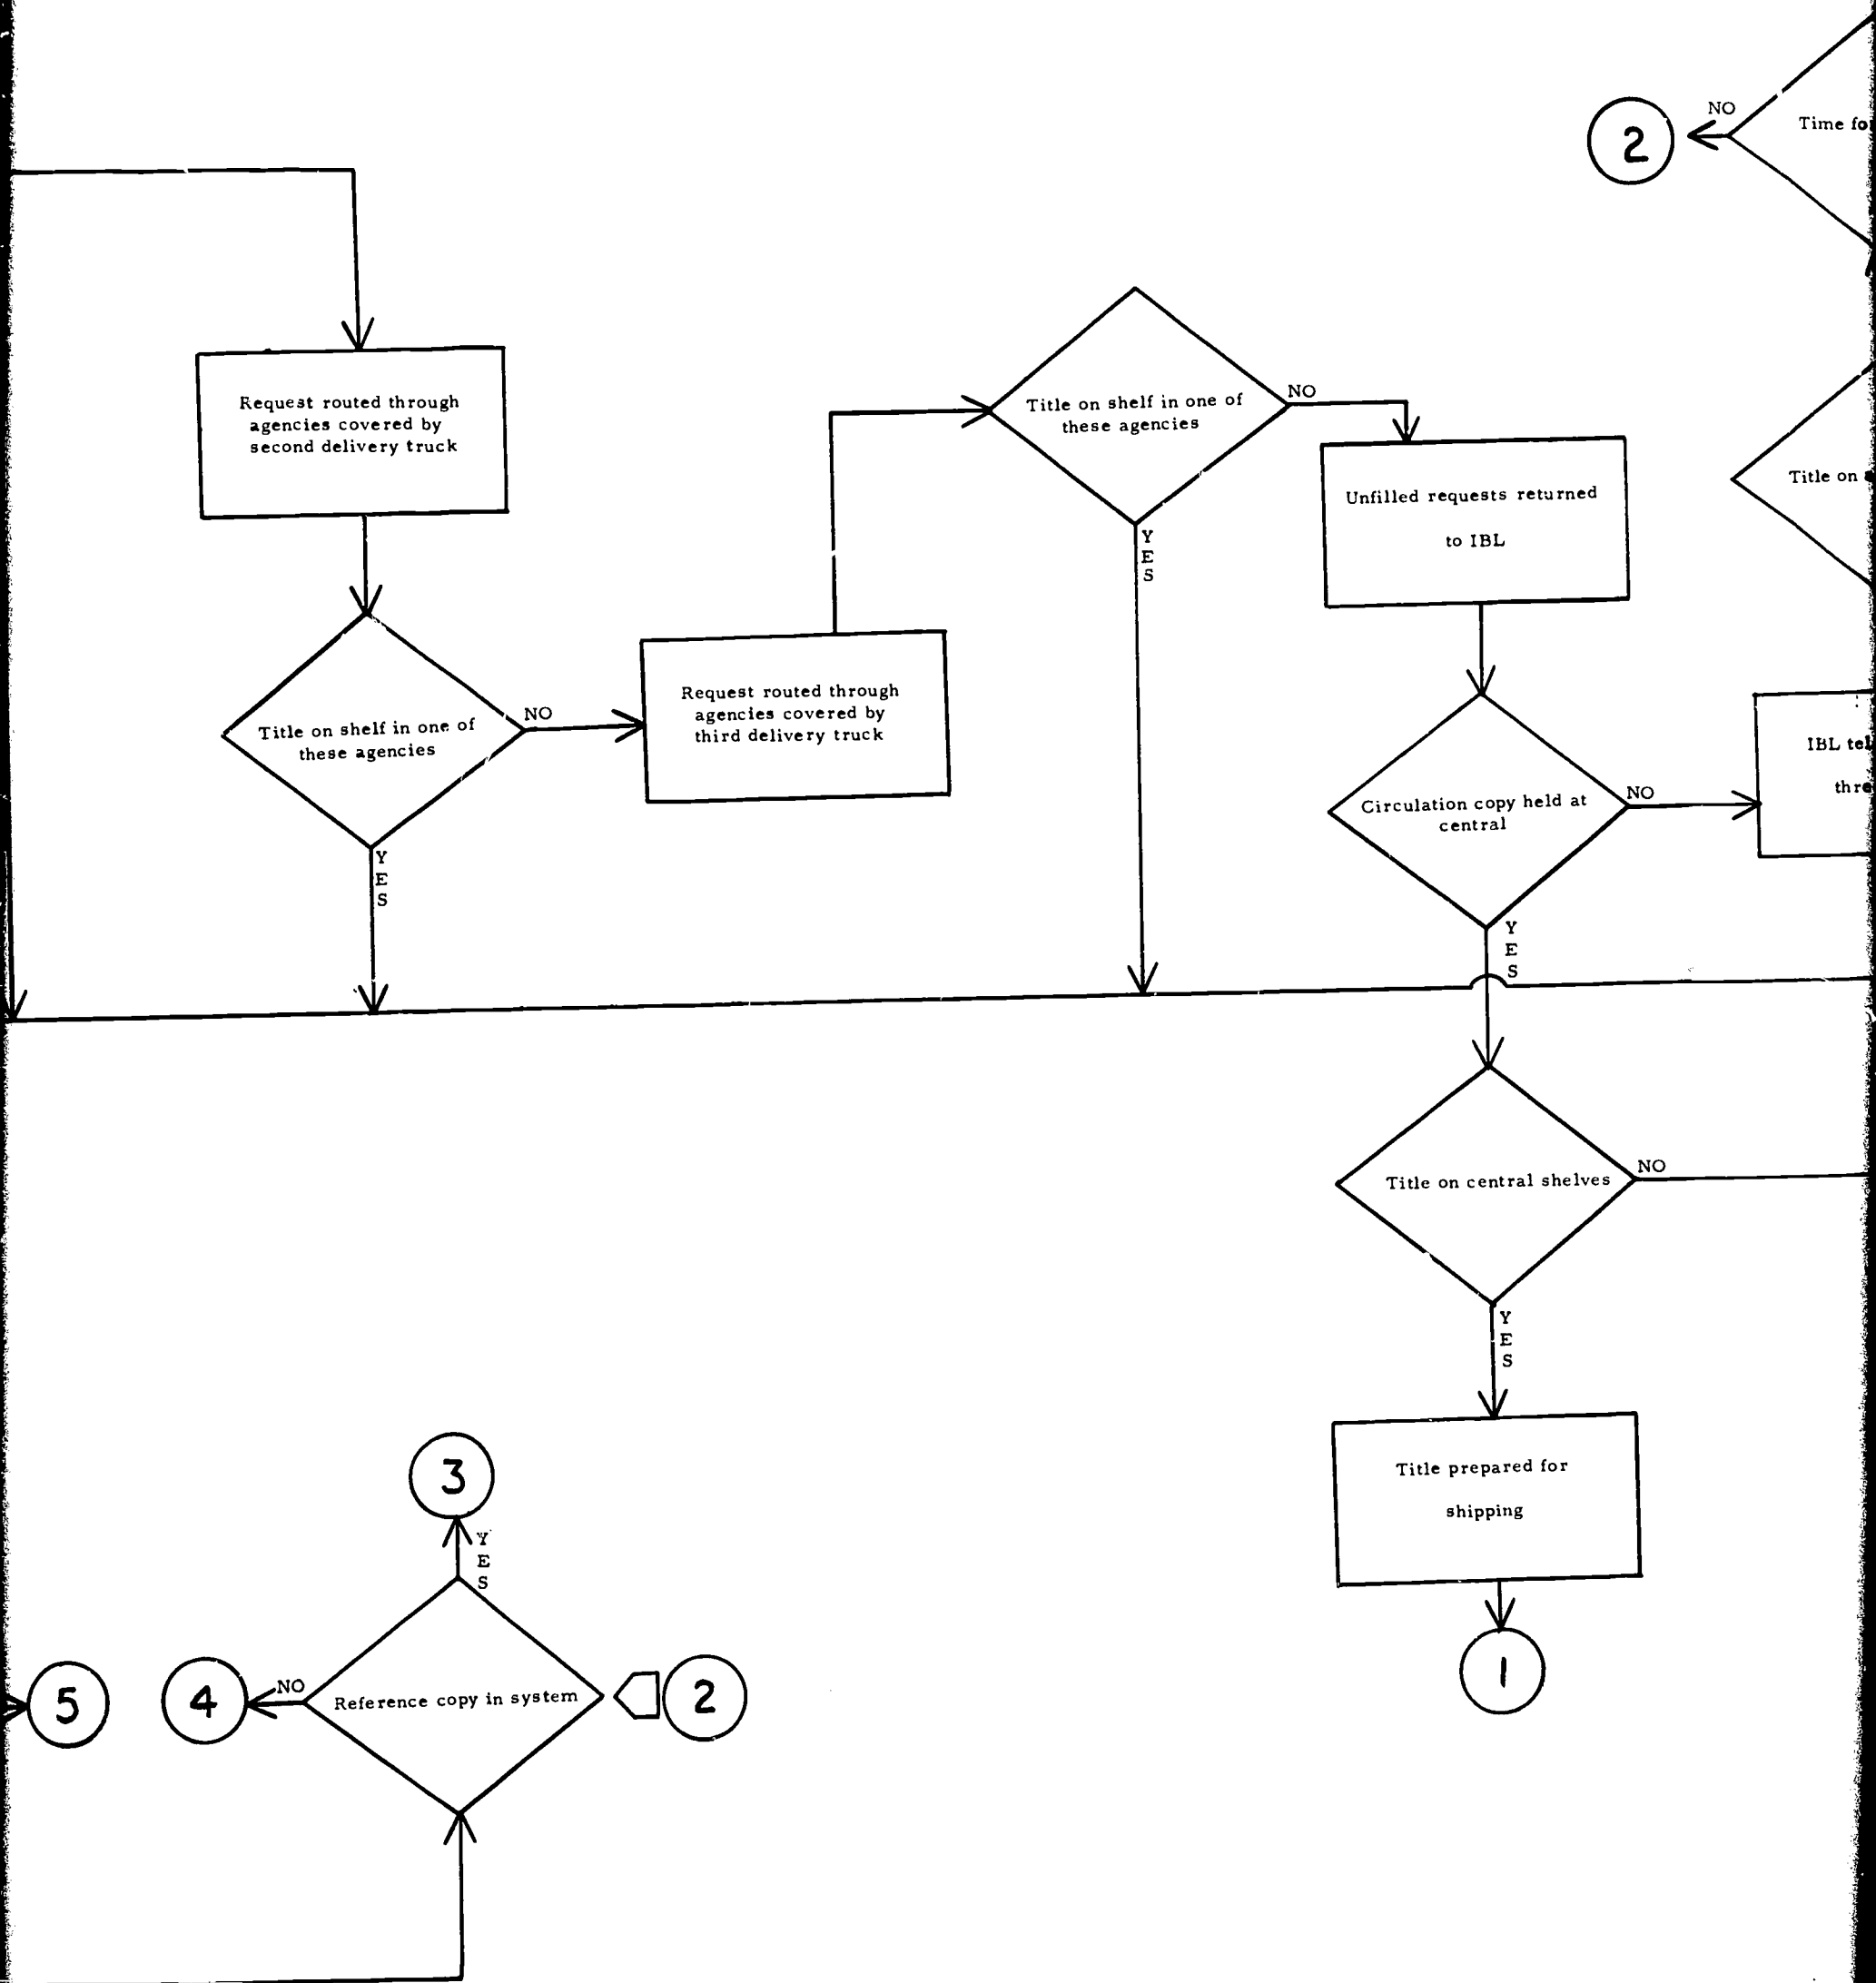 NO
2
Time fo
Request routed through
agencies covered by
second delivery truck
Title on shelf in one of
these agencies
NO
YES
Request routed through
agencies covered by
third delivery truck
Title on shelf in one of
these agencies
NO
YES
Unfilled requests returned
to IBL
Title on
Circulation copy held at
central
NO
YES
IBL tel
thre
Title on central shelves
NO
YES
Title prepared for
shipping
1
3
YES
Reference copy in system
NO
4
5
2